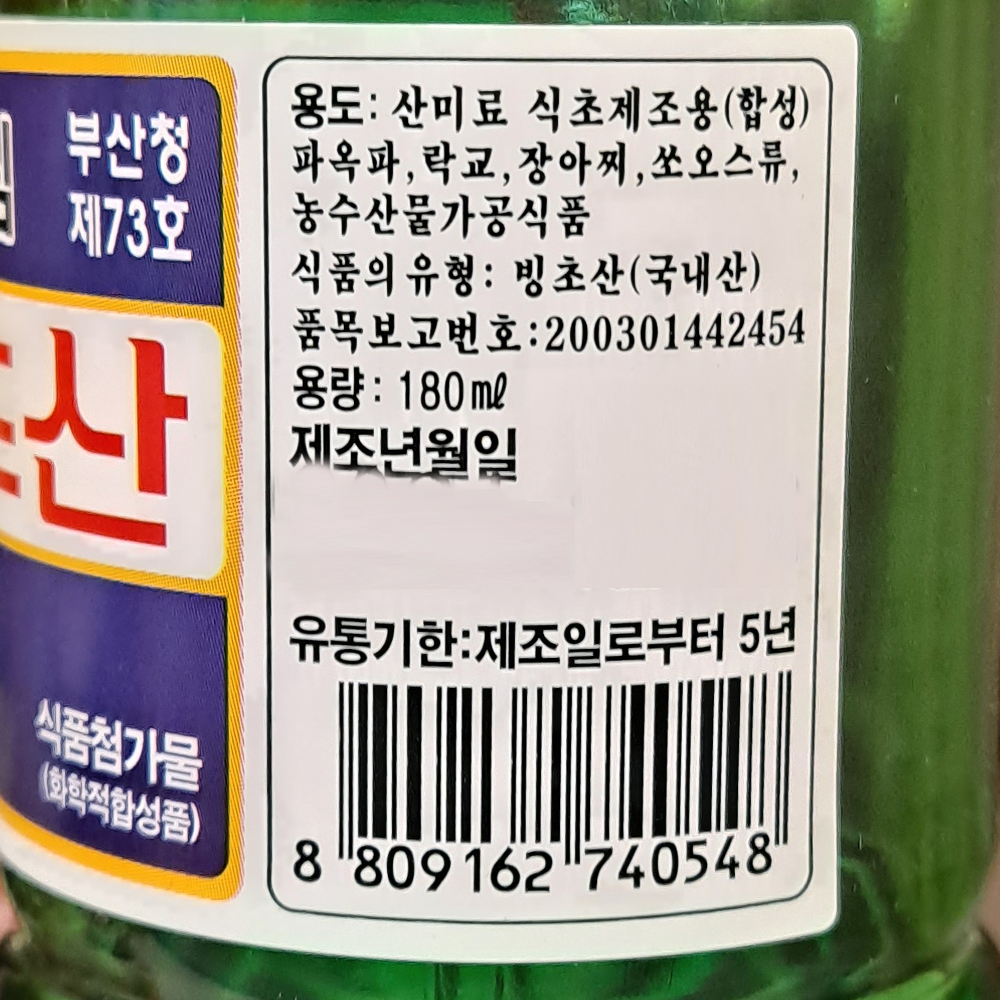 부산청
제73호
산
식품첨가물
(화학적합성품)
용도: 산미료 식초제조용(합성)
파옥파,락교,장아찌,쏘오스류,
농수산물가공식품
식품의유형: 빙초산(국내산)
품목보고번호:200301442454
용량: 180㎖
제조년월일
유통기한:제조일로부터 5년
8 809162 740548